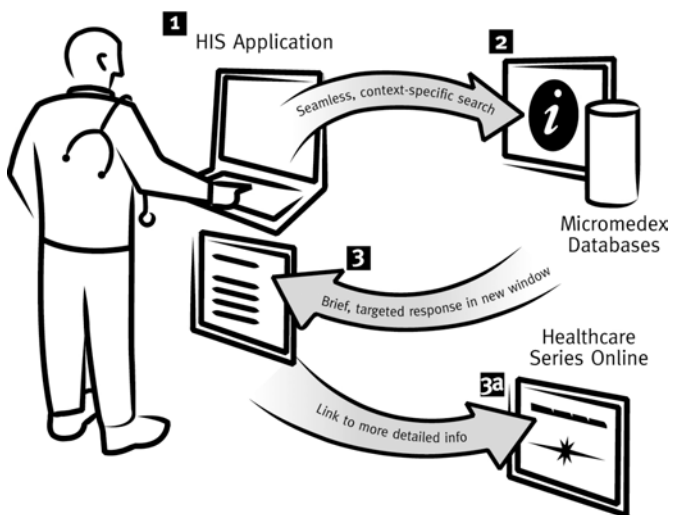 1
HIS Application
2
Seamless, context-specific search
i
Micromedex
Databases
3
Brief, targeted response in new window
Healthcare
Series Online
3a
Link to more detailed info